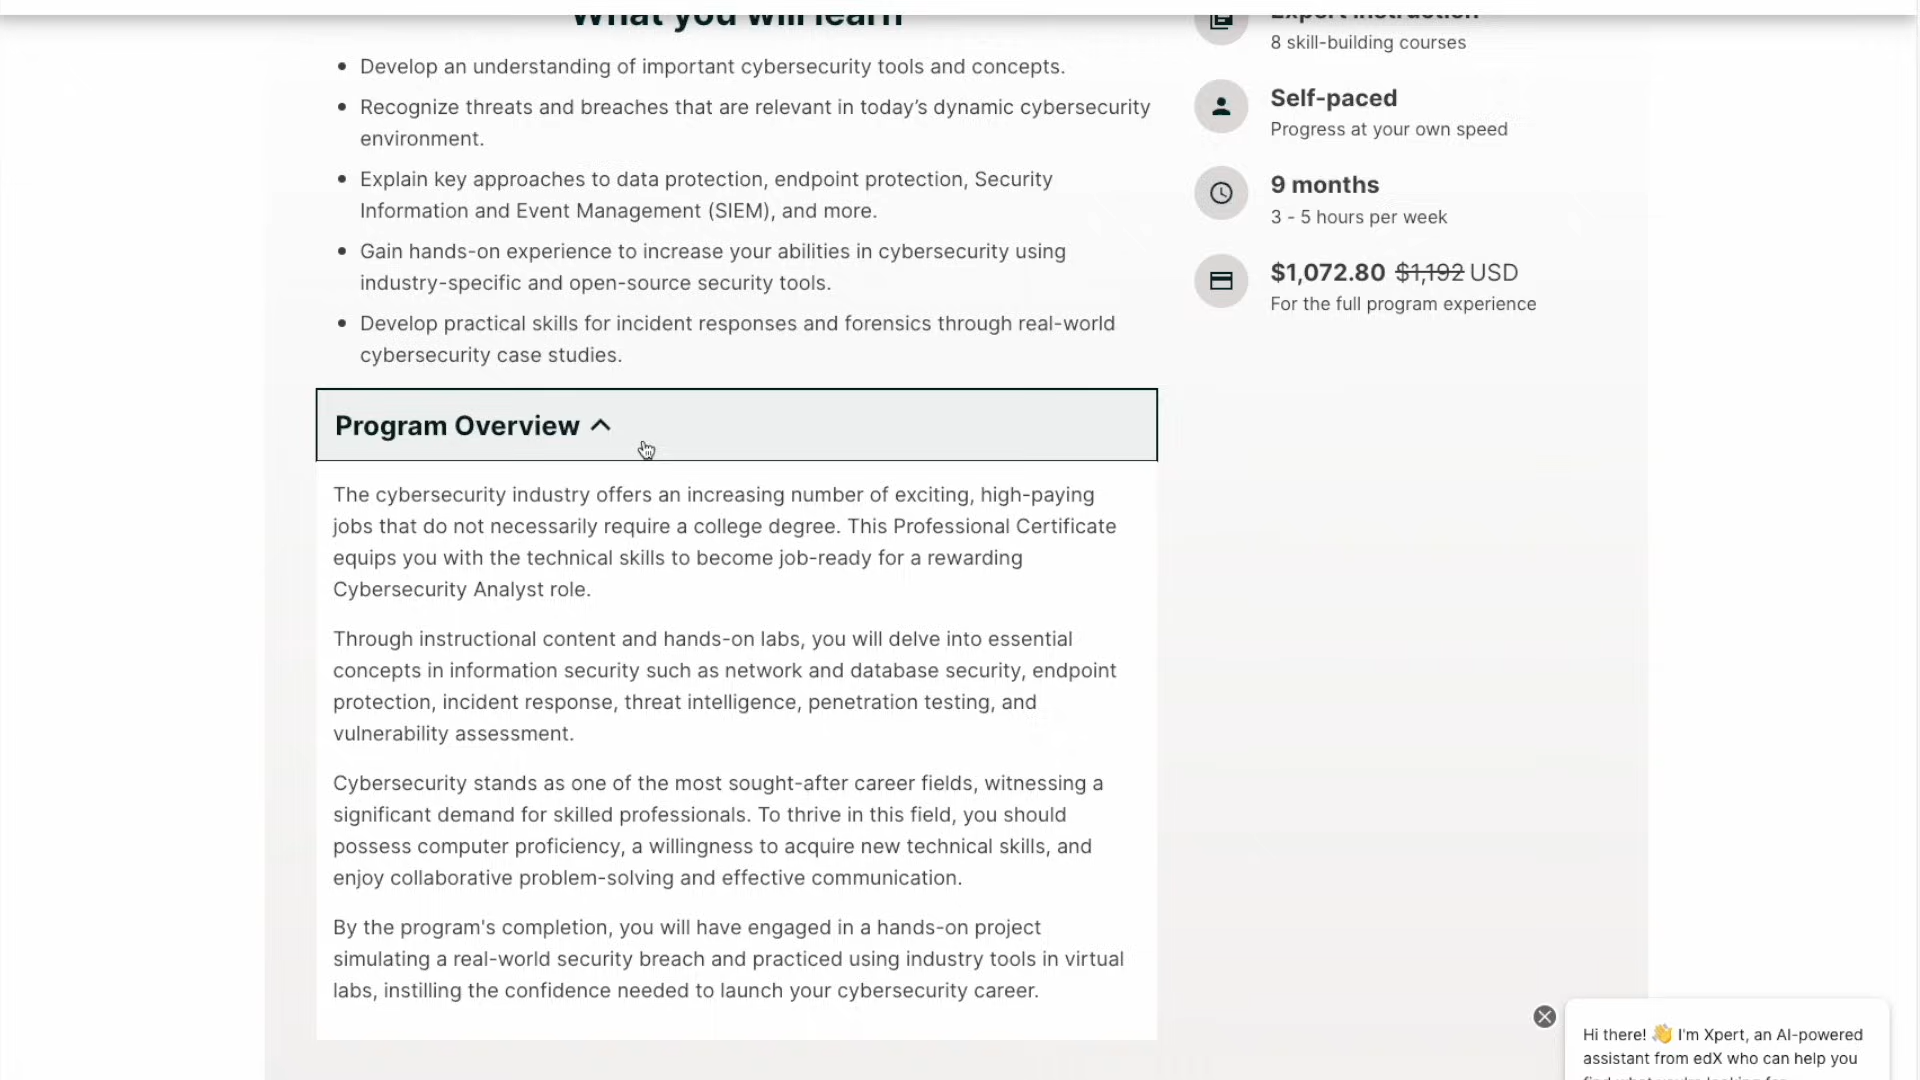 What you will learn
• Develop an understanding of important cybersecurity tools and concepts.
• Recognize threats and breaches that are relevant in today’s dynamic cybersecurity
environment.
• Explain key approaches to data protection, endpoint protection, Security
Information and Event Management (SIEM), and more.
• Gain hands-on experience to increase your abilities in cybersecurity using
industry-specific and open-source security tools.
• Develop practical skills for incident responses and forensics through real-world
cybersecurity case studies.
Program Overview
The cybersecurity industry offers an increasing number of exciting, high-paying
jobs that do not necessarily require a college degree. This Professional Certificate
equips you with the technical skills to become job-ready for a rewarding
Cybersecurity Analyst role.
Through instructional content and hands-on labs, you will delve into essential
concepts in information security such as network and database security, endpoint
protection, incident response, threat intelligence, penetration testing, and
vulnerability assessment.
Cybersecurity stands as one of the most sought-after career fields, witnessing a
significant demand for skilled professionals. To thrive in this field, you should
possess computer proficiency, a willingness to acquire new technical skills, and
enjoy collaborative problem-solving and effective communication.
By the program's completion, you will have engaged in a hands-on project
simulating a real-world security breach and practiced using industry tools in virtual
labs, instilling the confidence needed to launch your cybersecurity career.
Expert instruction
8 skill-building courses
Self-paced
Progress at your own speed
9 months
3 - 5 hours per week
$1,072.80 $1,192 USD
For the full program experience
Hi there! 👋 I'm Xpert, an AI-powered
assistant from edX who can help you